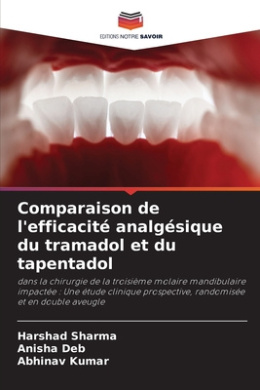 EDITIONS NOTRE SAVOIR
Comparaison de
l'efficacité analgésique
du tramadol et du
tapentadol
dans la chirurgie de la troisième molaire mandibulaire
impactée : Une étude clinique prospective, randomisée
et en double aveugle
Harshad Sharma
Anisha Deb
Abhinav Kumar